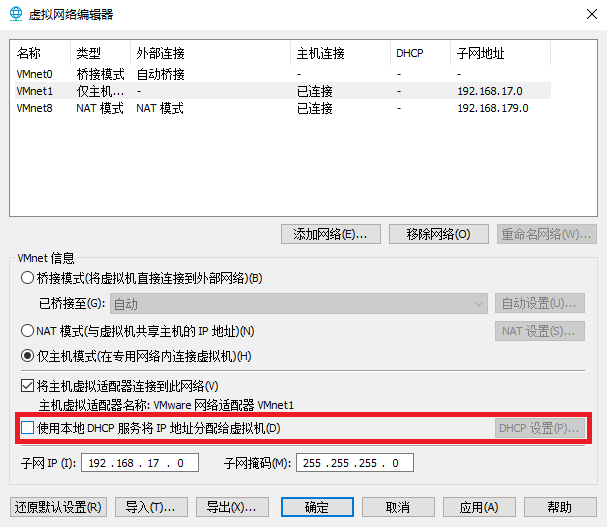 虚拟网络编辑器
名称 类型 外部连接 主机连接 DHCP 子网地址
VMnet0 桥接模式 自动桥接 - - -
VMnet1 仅主机... - 已连接 - 192.168.17.0
VMnet8 NAT 模式 NAT 模式 已连接 - 192.168.179.0
添加网络(E)... 移除网络(O) 重命名网络(W)...
VMnet 信息
桥接模式(将虚拟机直接连接到外部网络)(B)
已桥接至(G): 自动 自动设置(U)...
NAT 模式(与虚拟机共享主机的 IP 地址)(N) NAT 设置(S)...
仅主机模式(在专用网络内连接虚拟机)(H)
将主机虚拟适配器连接到此网络(V)
主机虚拟适配器名称: VMware 网络适配器 VMnet1
使用本地 DHCP 服务将 IP 地址分配给虚拟机(D) DHCP 设置(P)...
子网 IP (I): 192 . 168 . 17 . 0 子网掩码(M): 255 . 255 . 255 . 0
还原默认设置(R) 导入(T)... 导出(X)... 确定 取消 应用(A) 帮助